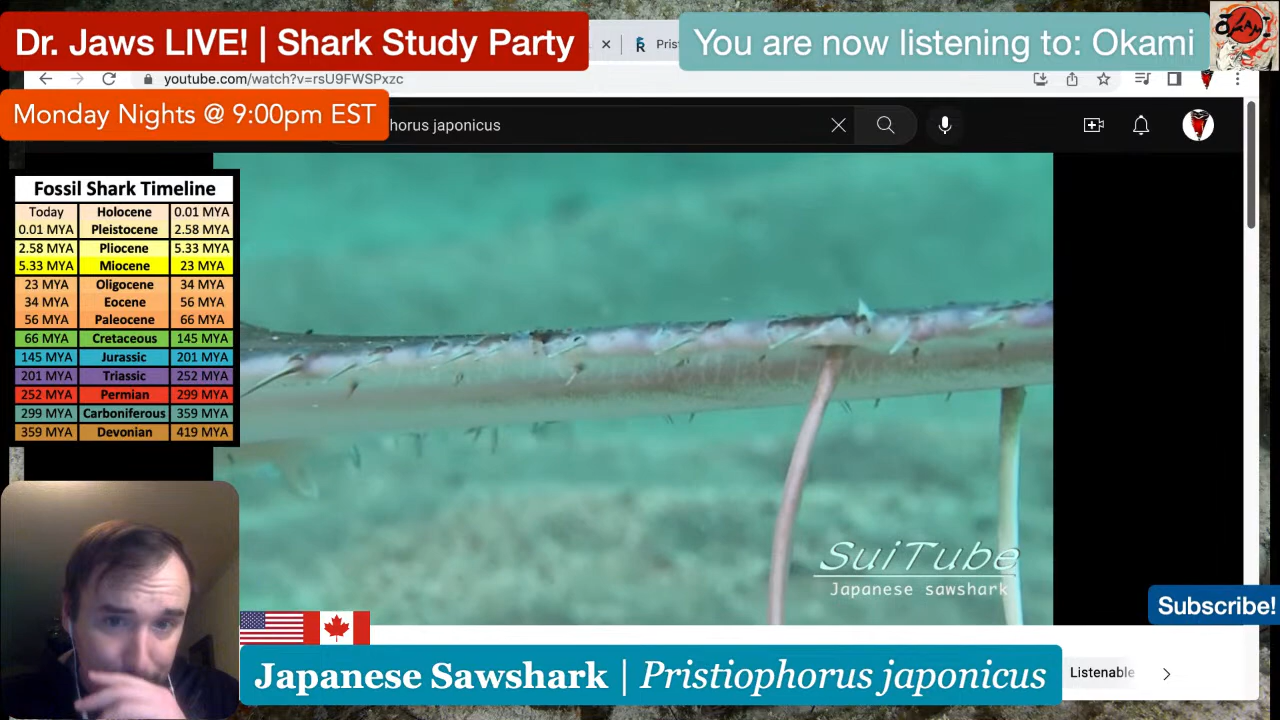 Dr. Jaws LIVE! | Shark Study Party
Pris
You are now listening to: Okami
youtube.com/watch?v=rsU9FWSPxzc
Monday Nights @ 9:00pm EST
horus japonicus
Fossil Shark Timeline
Today Holocene 0.01 MYA
0.01 MYA Pleistocene 2.58 MYA
2.58 MYA Pliocene 5.33 MYA
5.33 MYA Miocene 23 MYA
23 MYA Oligocene 34 MYA
34 MYA Eocene 56 MYA
56 MYA Paleocene 66 MYA
66 MYA Cretaceous 145 MYA
145 MYA Jurassic 201 MYA
201 MYA Triassic 252 MYA
252 MYA Permian 299 MYA
299 MYA Carboniferous 359 MYA
359 MYA Devonian 419 MYA
SuiTube
Japanese sawshark
Subscribe!
Japanese Sawshark | Pristiophorus japonicus
Listenable